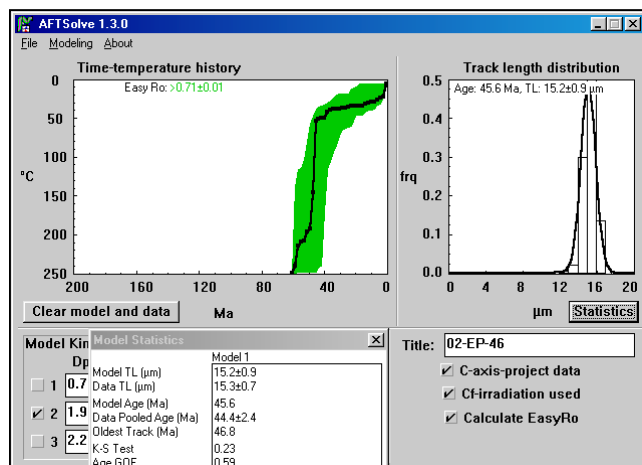 AFTSolve 1.3.0
File Modeling About
Time-temperature history
Easy Ro: >0.71±0.01
0
50
100
°C
150
200
250
200 160 120 80 40 0
Clear model and data
Ma
Track length distribution
Age: 45.6 Ma, TL: 15.2±0.9 µm
0.5
0.4
0.3
frq
0.2
0.1
0.0
0 4 8 12 16 20
µm
Statistics
Model Kin
Dp
1 0.7
2 1.9
3 2.2
Model Statistics
Model 1
Model TL (µm) 15.2±0.9
Data TL (µm) 15.3±0.7
Model Age (Ma) 45.6
Data Pooled Age (Ma) 44.4±2.4
Oldest Track (Ma) 46.8
K-S Test 0.23
Age GOF 0.59
Title: 02-EP-46
C-axis-project data
Cf-irradiation used
Calculate EasyRo